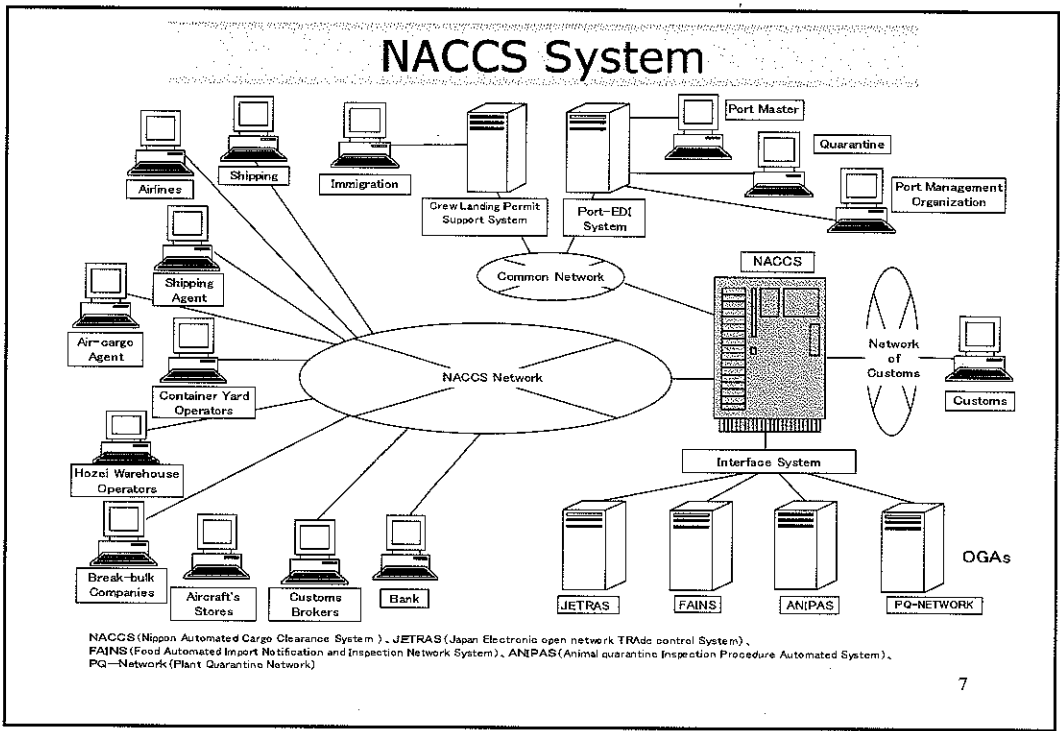 NACCS System
Port Master
Quarantine
Port Management
Organization
Airlines
Shipping
Immigration
Crew Landing Permit
Support System
Port-EDI
System
Shipping
Agent
Common Network
NACCS
Air-cargo
Agent
Container Yard
Operators
NACCS Network
Network
of
Customs
Customs
Hozei Warehouse
Operators
Interface System
Break-bulk
Companies
Aircraft's
Stores
Customs
Brokers
Bank
JETRAS
FAINS
ANIPAS
PQ-NETWORK
OGAs
NACCS(Nippon Automated Cargo Clearance System)、JETRAS(Japan Electronic open network TRAde control System)、
FAINS(Food Automated Import Notification and Inspection Network System)、ANIPAS(Animal quarantine Inspection Procedure Automated System)、
PQ—Network(Plant Quarantine Network)
7